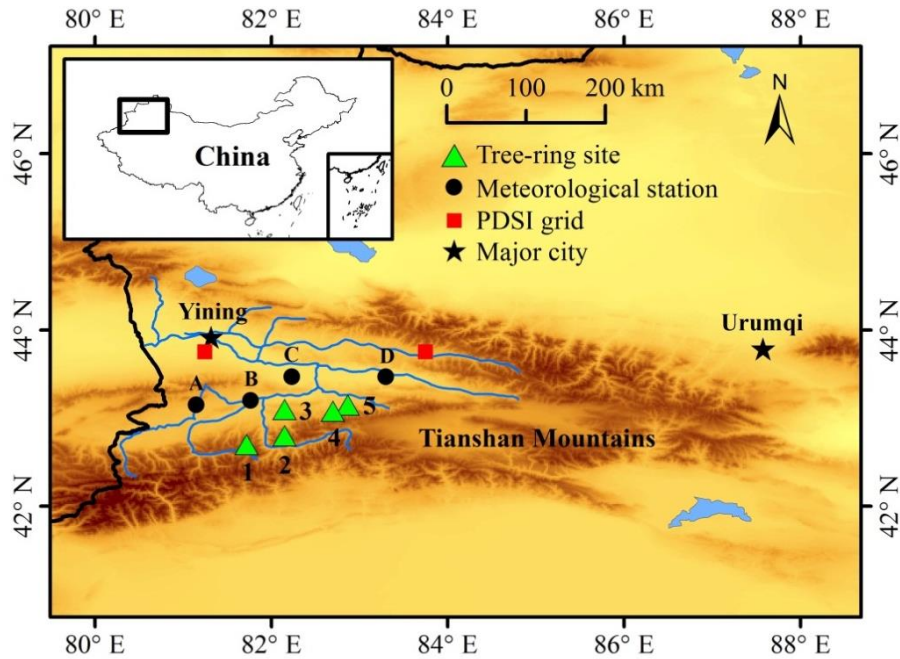 80° E 82° E 84° E 86° E 88° E
0 100 200 km
N
46° N 46° N
Tree-ring site
China
Meteorological station
PDSI grid
Major city
44° N 44° N
Yining
Urumqi
C D
A B
3 5
4
Tianshan Mountains
1 2
42° N 42° N
80° E 82° E 84° E 86° E 88° E